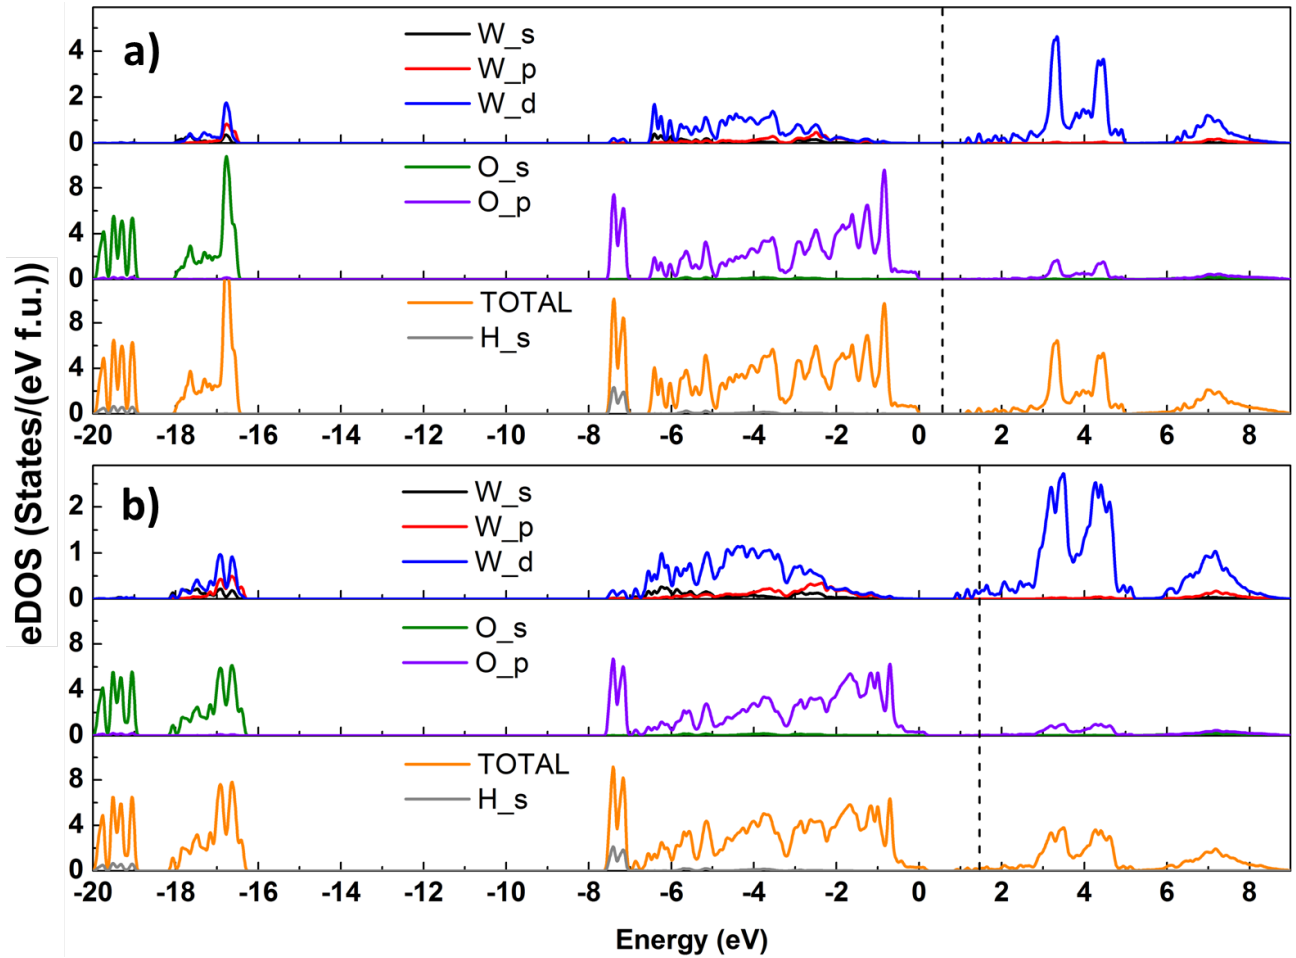 a)
W_s
W_p
W_d
4
2
0
O_s
O_p
8
4
0
TOTAL
H_s
8
4
0
-20 -18 -16 -14 -12 -10 -8 -6 -4 -2 0 2 4 6 8
eDOS (States/(eV f.u.))
b)
W_s
W_p
W_d
2
1
0
O_s
O_p
8
4
0
TOTAL
H_s
8
4
0
-20 -18 -16 -14 -12 -10 -8 -6 -4 -2 0 2 4 6 8
Energy (eV)